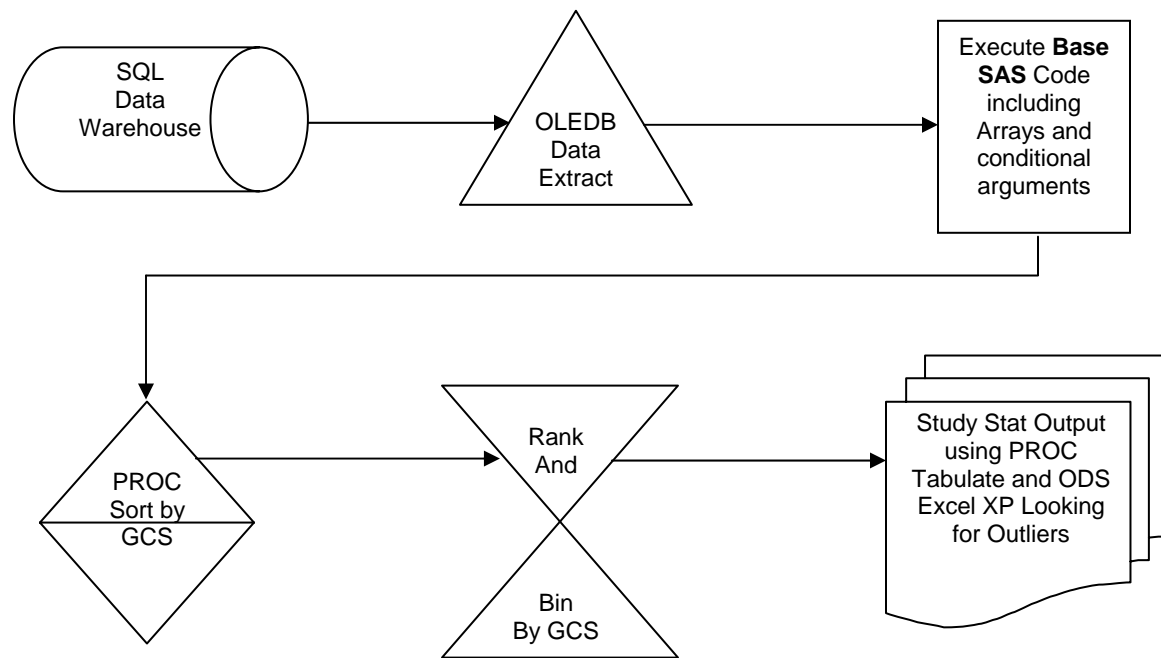 SQL
Data
Warehouse
OLEDB
Data
Extract
Execute Base
SAS Code
including
Arrays and
conditional
arguments
PROC
Sort by
GCS
Rank
And
Bin
By GCS
Study Stat Output
using PROC
Tabulate and ODS
Excel XP Looking
for Outliers